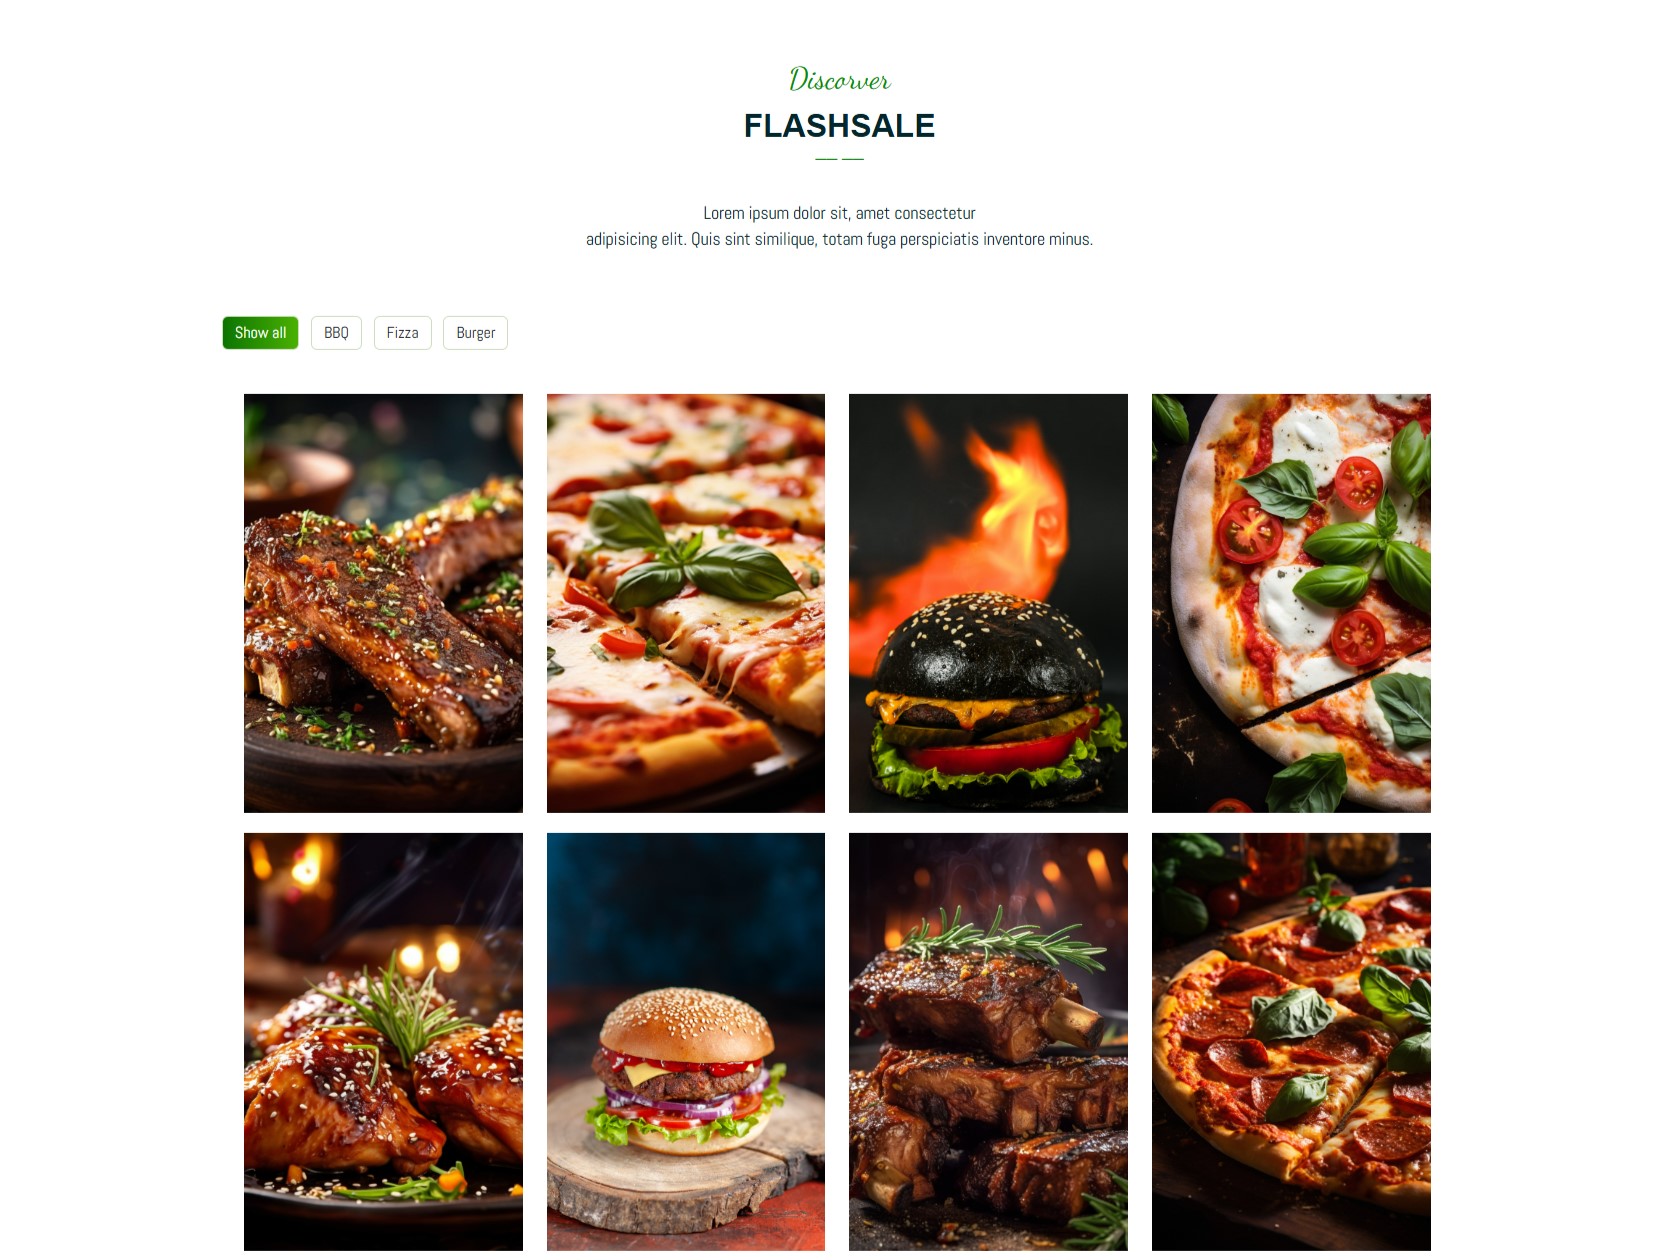 Discorver
FLASHSALE
Lorem ipsum dolor sit, amet consectetur
adipisicing elit. Quis sint similique, totam fuga perspiciatis inventore minus.
Show all
BBQ
Fizza
Burger